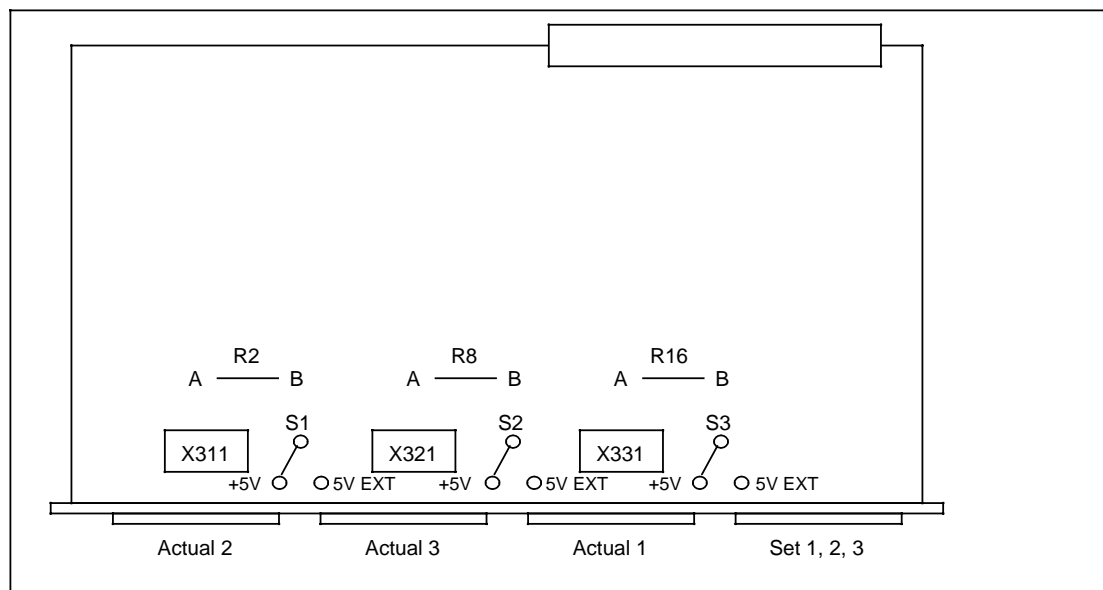 R2 R8 R16
A B A B A B
S1 S2 S3
X311 X321 X331
+5V 5V EXT +5V 5V EXT +5V 5V EXT
Actual 2 Actual 3 Actual 1 Set 1, 2, 3